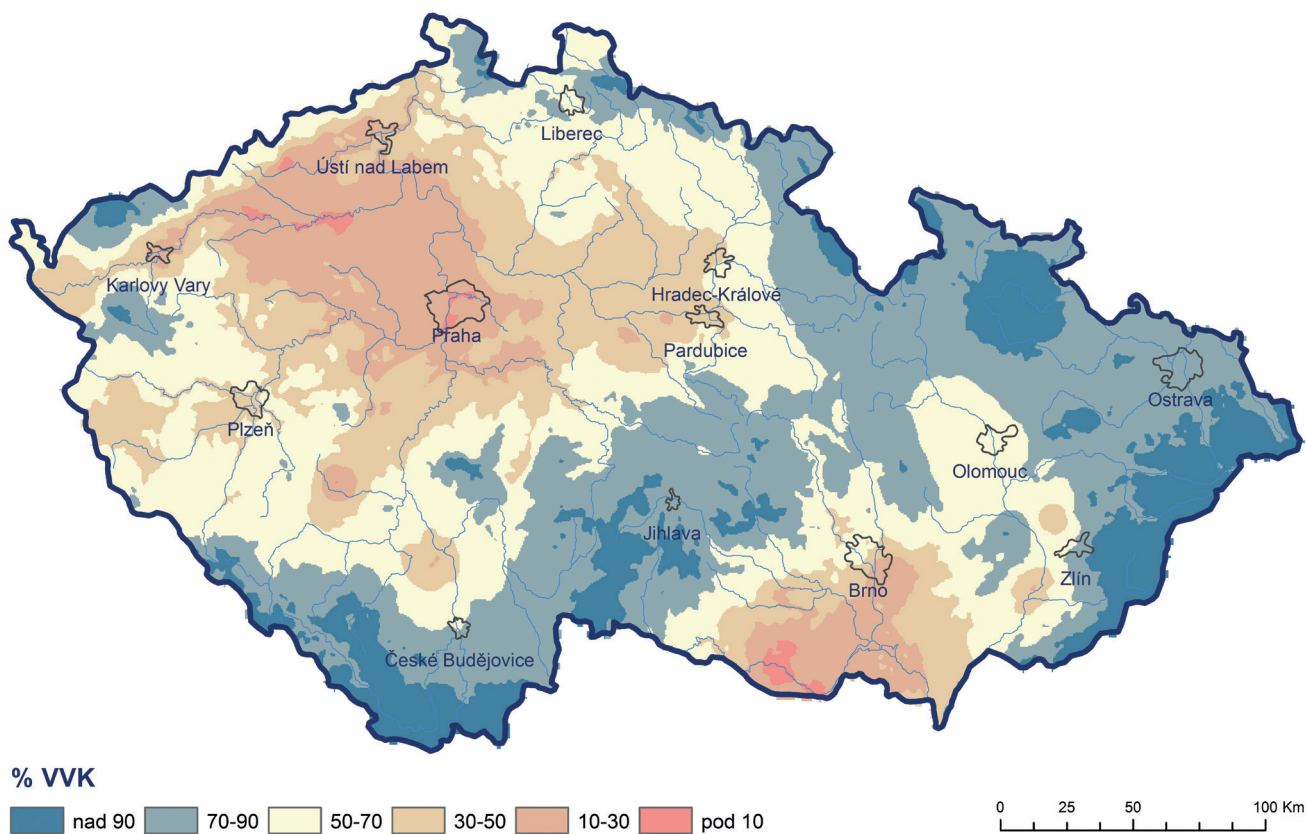 Liberec
Ústí nad Labem
Karlovy Vary
Hradec-Králové
Praha
Pardubice
Ostrava
Plzeň
Olomouc
Jihlava
Zlín
Brno
České Budějovice
% VVK
nad 90 70-90 50-70 30-50 10-30 pod 10
0 25 50 100 Km